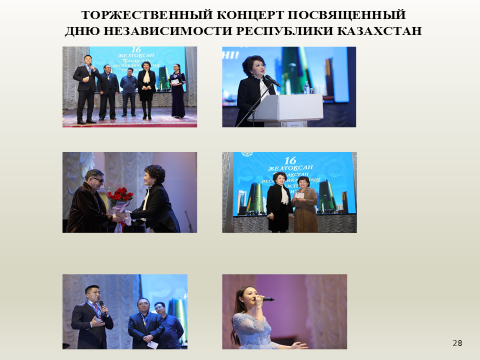 ТОРЖЕСТВЕННЫЙ КОНЦЕРТ ПОСВЯЩЕННЫЙ
ДНЮ НЕЗАВИСИМОСТИ РЕСПУБЛИКИ КАЗАХСТАН
16
ЖЕЛТОҚСАН
16
ЖЕЛТОҚСАН
28